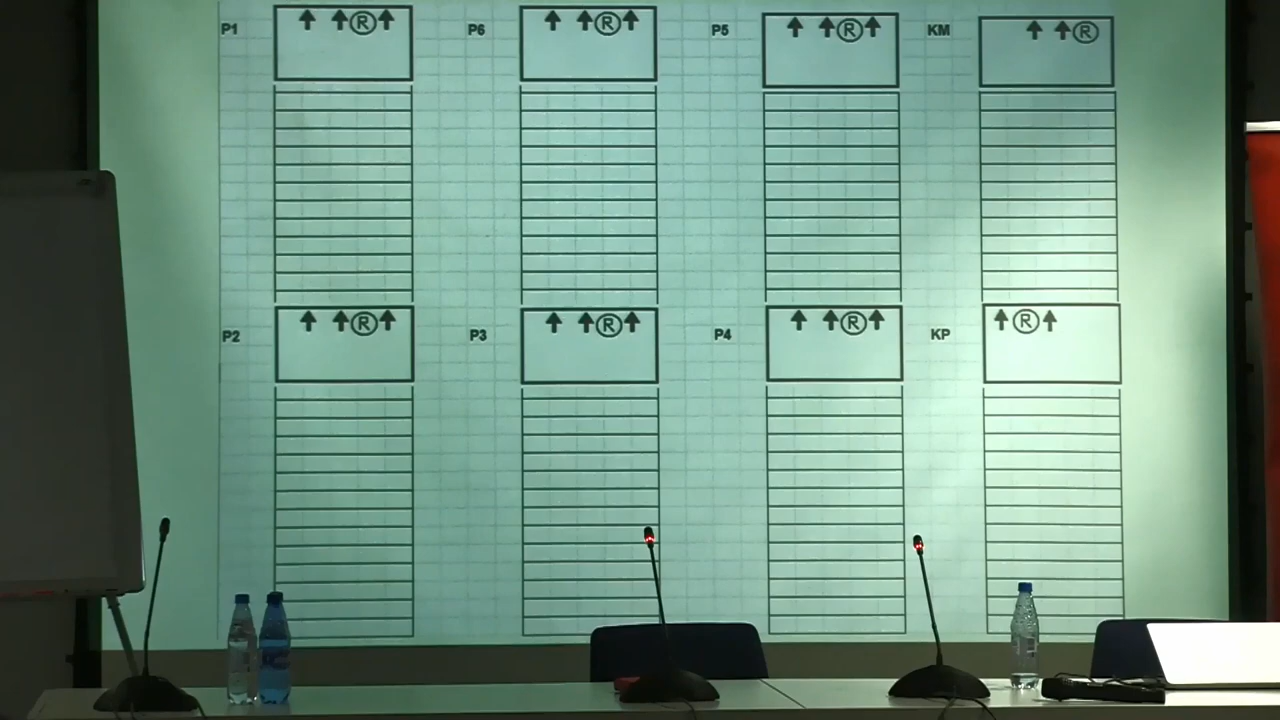 P1 ↑ ↑Ⓡ↑ P6 ↑ ↑Ⓡ↑ P5 ↑ ↑Ⓡ↑ KM ↑ ↑Ⓡ
P2 ↑ ↑Ⓡ↑ P3 ↑ ↑Ⓡ↑ P4 ↑ ↑Ⓡ↑ KP ↑Ⓡ↑